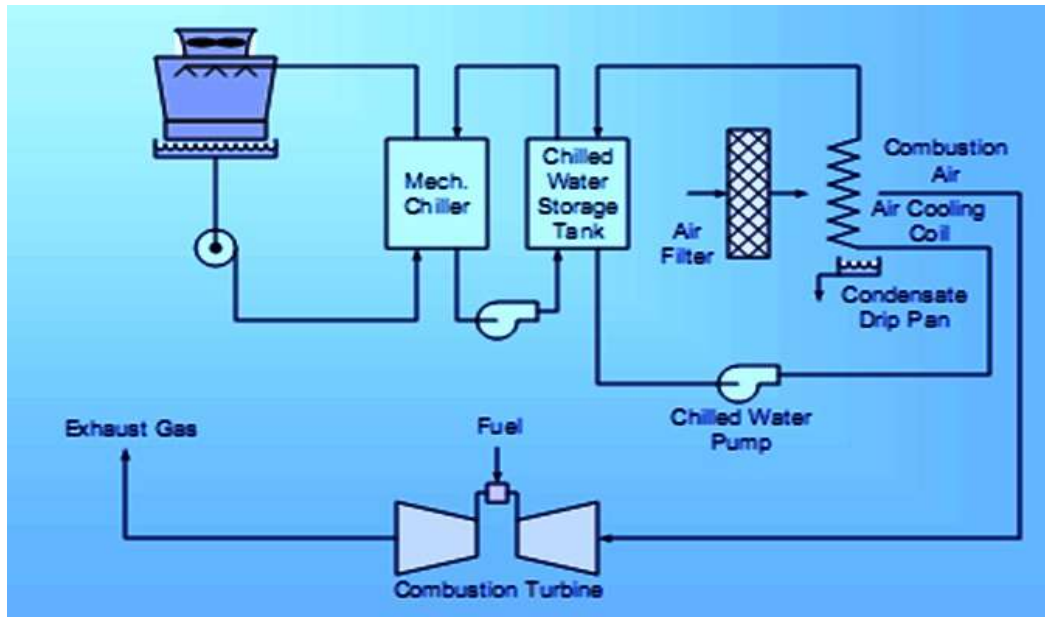 Mech.
Chiller
Chilled
Water
Storage
Tank
Air
Filter
Combustion
Air
Air Cooling
Coil
Condensate
Drip Pan
Chilled Water
Pump
Exhaust Gas
Fuel
Combustion Turbine